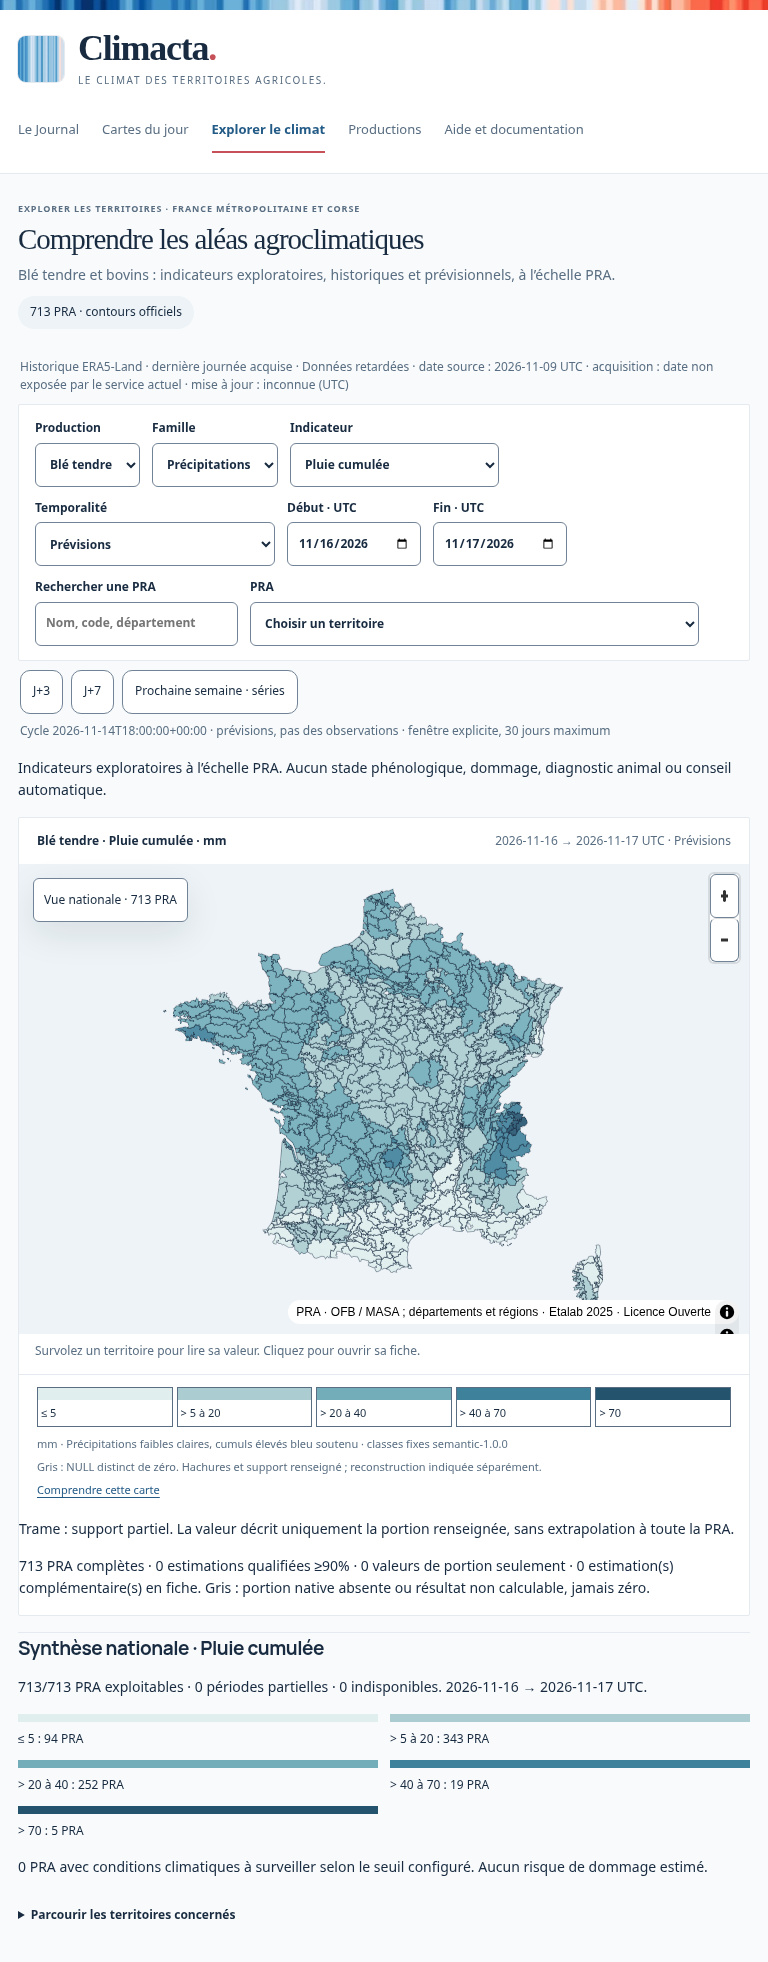 Climacta.
LE CLIMAT DES TERRITOIRES AGRICOLES.
Le Journal Cartes du jour Explorer le climat Productions Aide et documentation
EXPLORER LES TERRITOIRES · FRANCE MÉTROPOLITAINE ET CORSE
Comprendre les aléas agroclimatiques
Blé tendre et bovins : indicateurs exploratoires, historiques et prévisionnels, à l’échelle PRA.
713 PRA · contours officiels
Historique ERA5-Land · dernière journée acquise · Données retardées · date source : 2026-11-09 UTC · acquisition : date non
exposée par le service actuel · mise à jour : inconnue (UTC)
Production Famille Indicateur
Blé tendre Précipitations Pluie cumulée
Temporalité Début · UTC Fin · UTC
Prévisions 11/16/2026 11/17/2026
Rechercher une PRA PRA
Nom, code, département Choisir un territoire
J+3 J+7 Prochaine semaine · séries
Cycle 2026-11-14T18:00:00+00:00 · prévisions, pas des observations · fenêtre explicite, 30 jours maximum
Indicateurs exploratoires à l’échelle PRA. Aucun stade phénologique, dommage, diagnostic animal ou conseil
automatique.
Blé tendre · Pluie cumulée · mm 2026-11-16 → 2026-11-17 UTC · Prévisions
Vue nationale · 713 PRA
+
−
PRA · OFB / MASA ; départements et régions · Etalab 2025 · Licence Ouverte
Survolez un territoire pour lire sa valeur. Cliquez pour ouvrir sa fiche.
≤ 5 > 5 à 20 > 20 à 40 > 40 à 70 > 70
mm · Précipitations faibles claires, cumuls élevés bleu soutenu · classes fixes semantic-1.0.0
Gris : NULL distinct de zéro. Hachures et support renseigné ; reconstruction indiquée séparément.
Comprendre cette carte
Trame : support partiel. La valeur décrit uniquement la portion renseignée, sans extrapolation à toute la PRA.
713 PRA complètes · 0 estimations qualifiées ≥90% · 0 valeurs de portion seulement · 0 estimation(s)
complémentaire(s) en fiche. Gris : portion native absente ou résultat non calculable, jamais zéro.
Synthèse nationale · Pluie cumulée
713/713 PRA exploitables · 0 périodes partielles · 0 indisponibles. 2026-11-16 → 2026-11-17 UTC.
≤ 5 : 94 PRA > 5 à 20 : 343 PRA
> 20 à 40 : 252 PRA > 40 à 70 : 19 PRA
> 70 : 5 PRA
0 PRA avec conditions climatiques à surveiller selon le seuil configuré. Aucun risque de dommage estimé.
Parcourir les territoires concernés